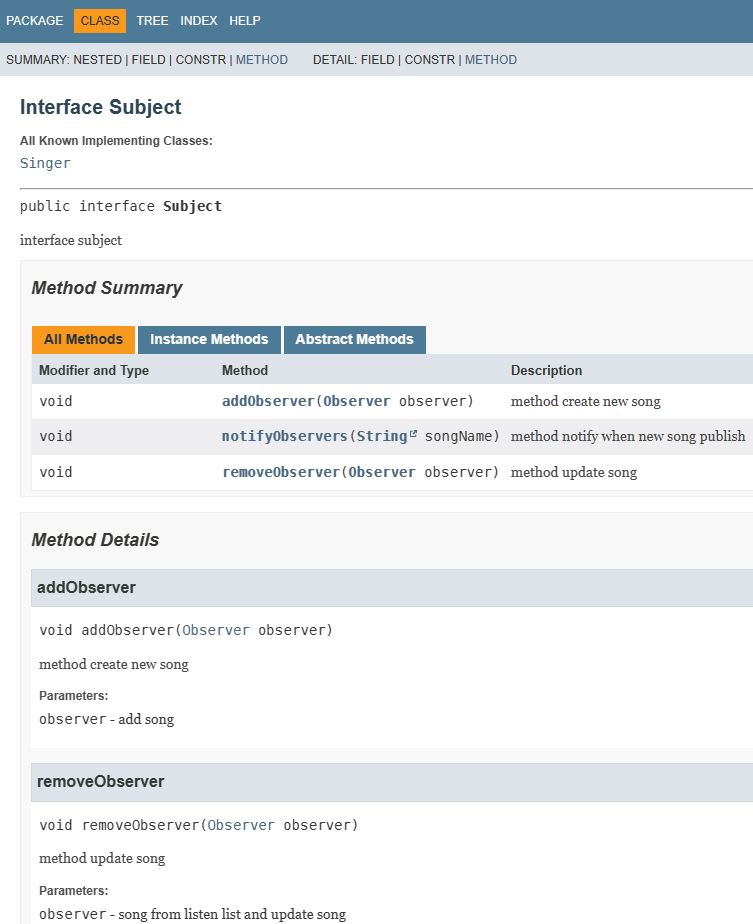 PACKAGE CLASS TREE INDEX HELP
SUMMARY: NESTED | FIELD | CONSTR | METHOD DETAIL: FIELD | CONSTR | METHOD
Interface Subject
All Known Implementing Classes:
Singer
public interface Subject
interface subject
Method Summary
All Methods Instance Methods Abstract Methods
Modifier and Type Method Description
void addObserver(Observer observer) method create new song
void notifyObservers(String songName) method notify when new song publish
void removeObserver(Observer observer) method update song
Method Details
addObserver
void addObserver(Observer observer)
method create new song
Parameters:
observer - add song
removeObserver
void removeObserver(Observer observer)
method update song
Parameters:
observer - song from listen list and update song